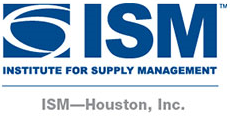 ISM™
INSTITUTE FOR SUPPLY MANAGEMENT
ISM—Houston, Inc.